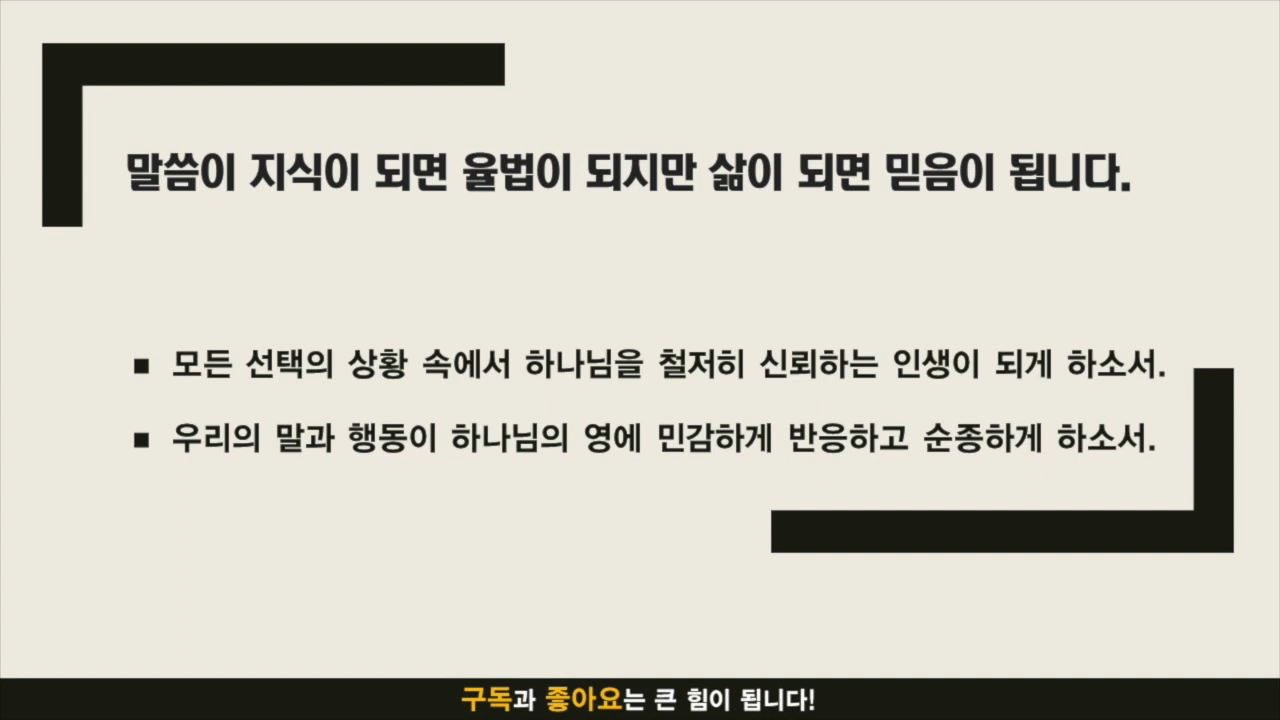 말씀이 지식이 되면 율법이 되지만 삶이 되면 믿음이 됩니다.
■ 모든 선택의 상황 속에서 하나님을 철저히 신뢰하는 인생이 되게 하소서.
■ 우리의 말과 행동이 하나님의 영에 민감하게 반응하고 순종하게 하소서.
구독과 좋아요는 큰 힘이 됩니다!